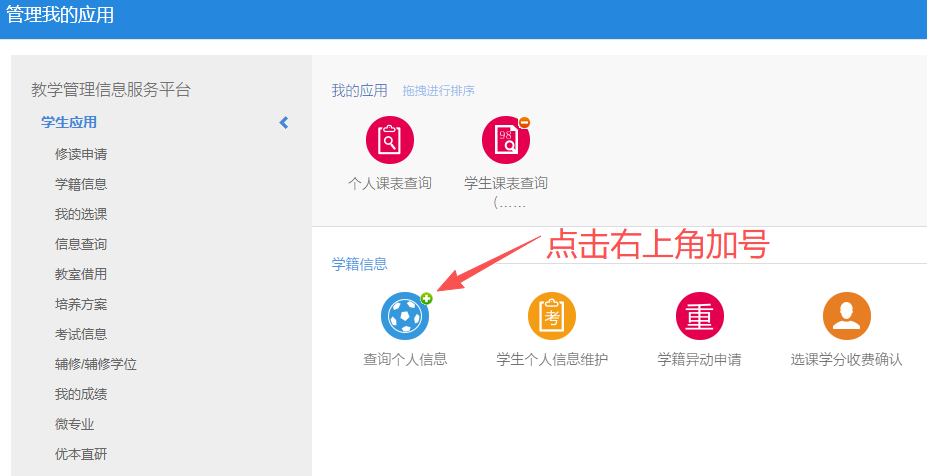 管理我的应用
教学管理信息服务平台
学生应用
修读申请
学籍信息
我的选课
信息查询
教室借用
培养方案
考试信息
辅修/辅修学位
我的成绩
微专业
优本直研
我的应用 拖拽进行排序
98
个人课表查询 学生课表查询
（……
点击右上角加号
学籍信息
考 重
查询个人信息 学生个人信息维护 学籍异动申请 选课学分收费确认